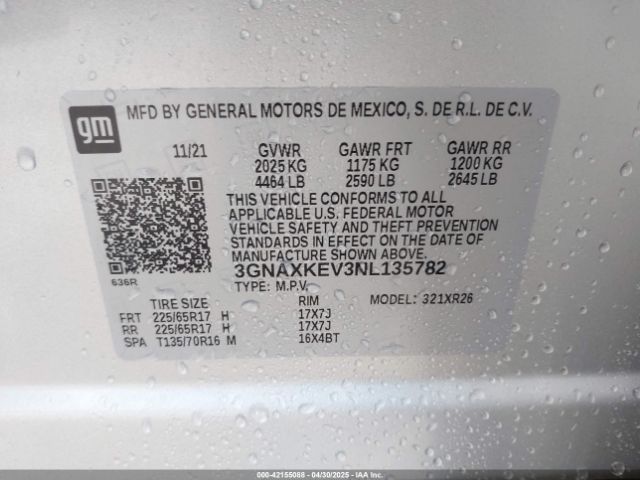 gm
MFD BY GENERAL MOTORS DE MEXICO, S. DE R.L. DE C.V.
11/21 GVWR GAWR FRT GAWR RR
2025 KG 1175 KG 1200 KG
4464 LB 2590 LB 2645 LB
THIS VEHICLE CONFORMS TO ALL
APPLICABLE U.S. FEDERAL MOTOR
VEHICLE SAFETY AND THEFT PREVENTION
STANDARDS IN EFFECT ON THE DATE OF
MANUFACTURE SHOWN ABOVE.
3GNAXKEV3NL135782
636R
TYPE: M.P.V. MODEL: 321XR26
TIRE SIZE RIM
FRT 225/65R17 H 17X7J
RR 225/65R17 H 17X7J
SPA T135/70R16 M 16X4BT
000-42155088 - 04/30/2025 - IAA Inc.